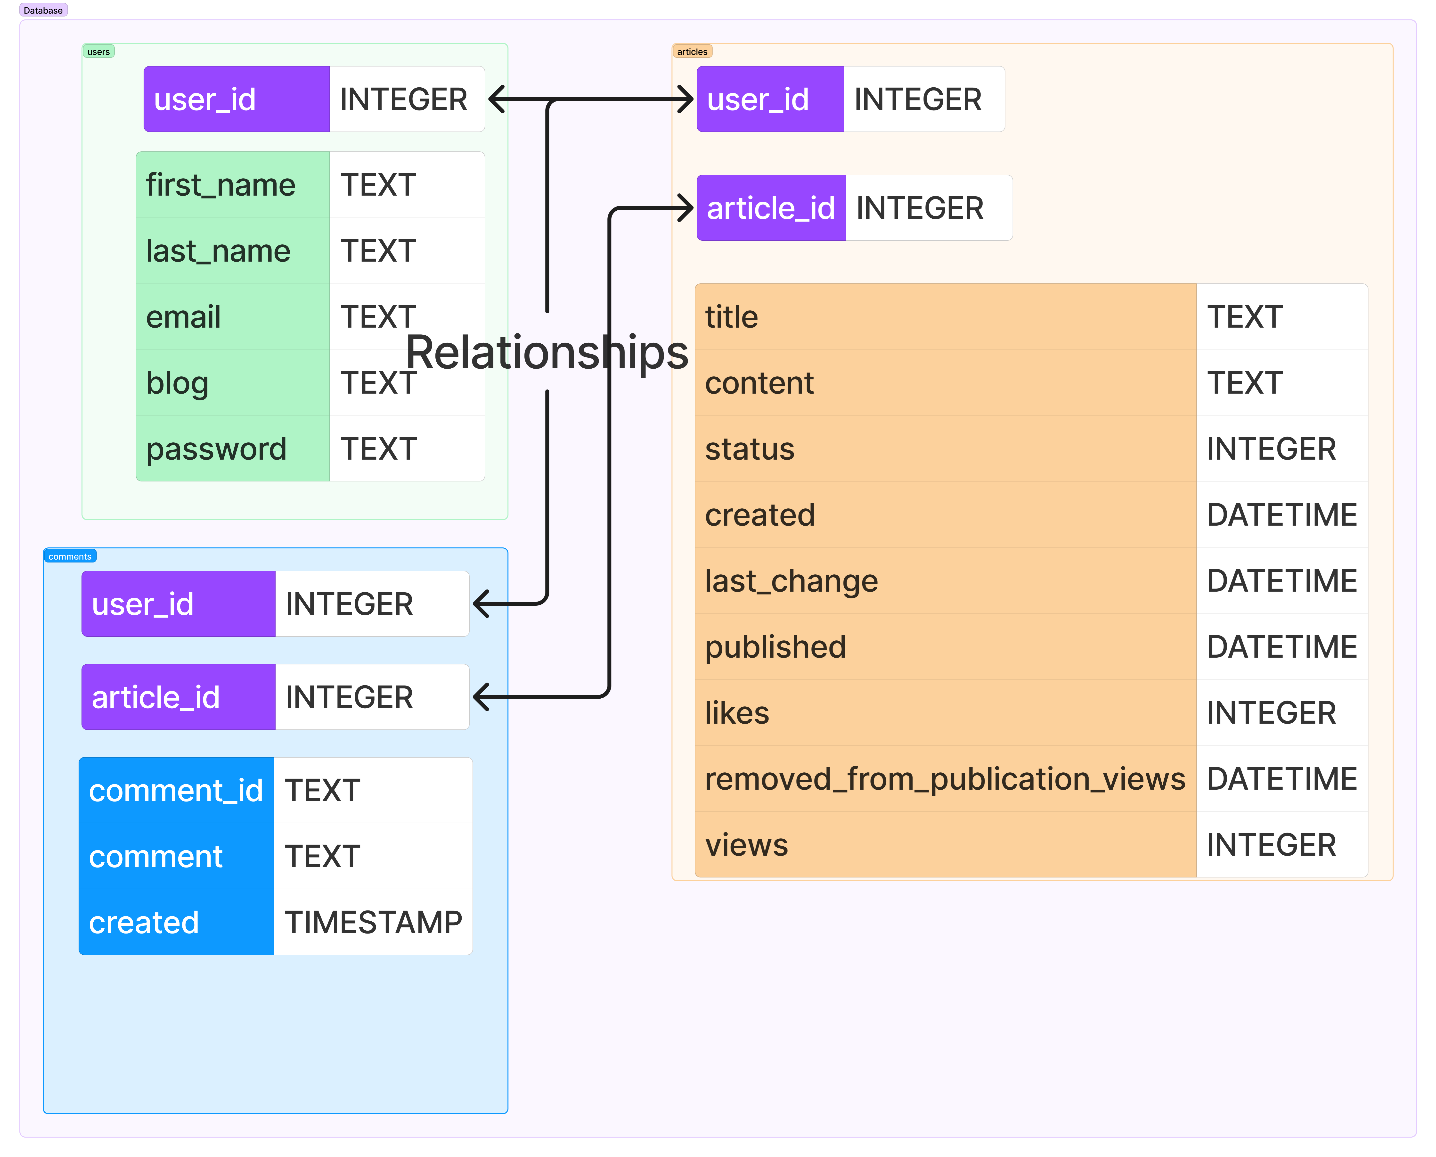 Database
users
user_id INTEGER
first_name TEXT
last_name TEXT
email TEXT
blog TEXT
password TEXT
Relationships
articles
user_id INTEGER
article_id INTEGER
title TEXT
content TEXT
status INTEGER
created DATETIME
last_change DATETIME
published DATETIME
likes INTEGER
removed_from_publication_views DATETIME
views INTEGER
comments
user_id INTEGER
article_id INTEGER
comment_id TEXT
comment TEXT
created TIMESTAMP